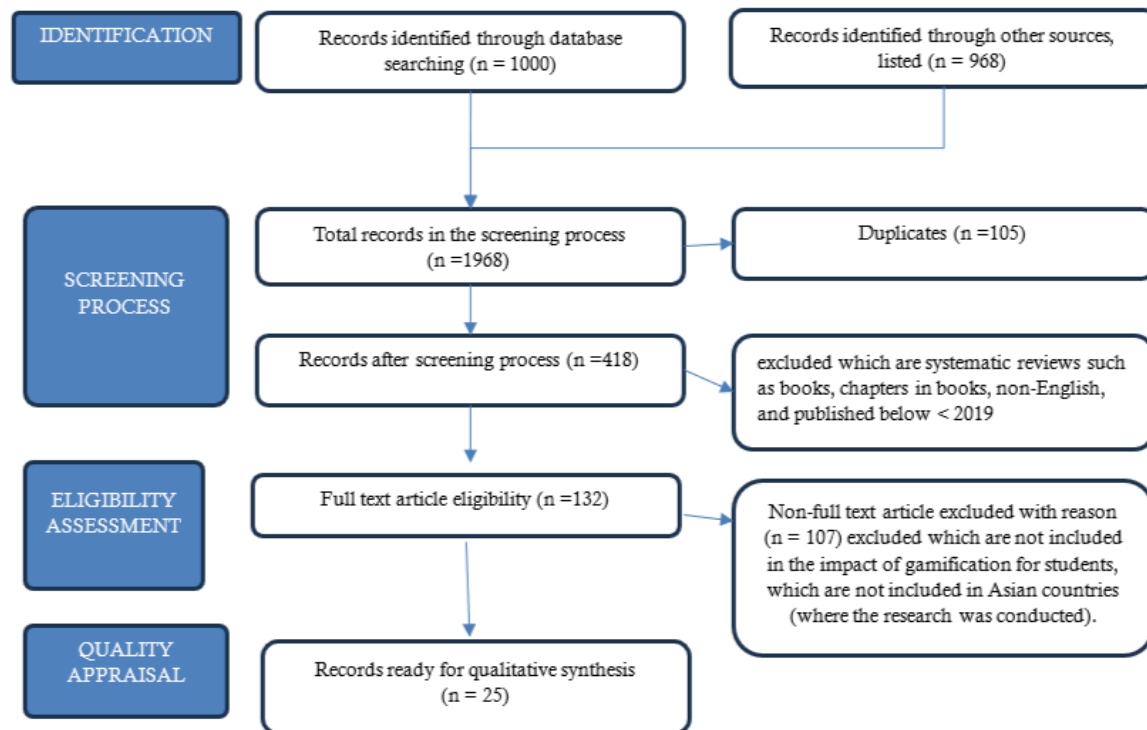 IDENTIFICATION
Records identified through database
searching (n = 1000)
Records identified through other sources,
listed (n = 968)
SCREENING
PROCESS
Total records in the screening process
(n =1968)
Duplicates (n =105)
Records after screening process (n =418)
excluded which are systematic reviews such
as books, chapters in books, non-English,
and published below < 2019
ELIGIBILITY
ASSESSMENT
Full text article eligibility (n =132)
Non-full text article excluded with reason
(n = 107) excluded which are not included
in the impact of gamification for students,
which are not included in Asian countries
(where the research was conducted).
QUALITY
APPRAISAL
Records ready for qualitative synthesis
(n = 25)